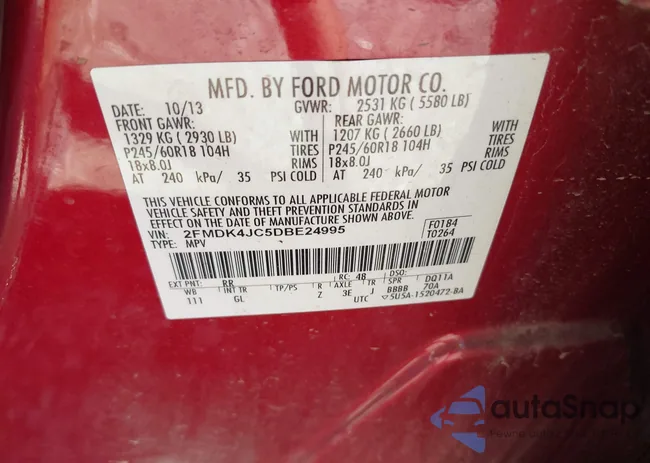 MFD. BY FORD MOTOR CO.
DATE: 10/13 GVWR: 2531 KG ( 5580 LB)
FRONT GAWR: REAR GAWR:
1329 KG ( 2930 LB) WITH 1207 KG ( 2660 LB) WITH
P245/60R18 104H TIRES P245/60R18 104H TIRES
18x8.0J RIMS 18x8.0J RIMS
AT 240 kPa/ 35 PSI COLD AT 240 kPa/ 35 PSI COLD
THIS VEHICLE CONFORMS TO ALL APPLICABLE FEDERAL MOTOR
VEHICLE SAFETY AND THEFT PREVENTION STANDARDS IN
EFFECT ON THE DATE OF MANUFACTURE SHOWN ABOVE.
VIN: 2FMDK4JC5DBE24995 F0184
TYPE: MPV T0264
EXT PNT: RR RC: 48 DSO:
WB INT TR TP/PS R AXLE TR SPR DQ11A
111 GL Z 3E J BBBB 70A
UTC 5U5A-1520472-BA
autoSnap